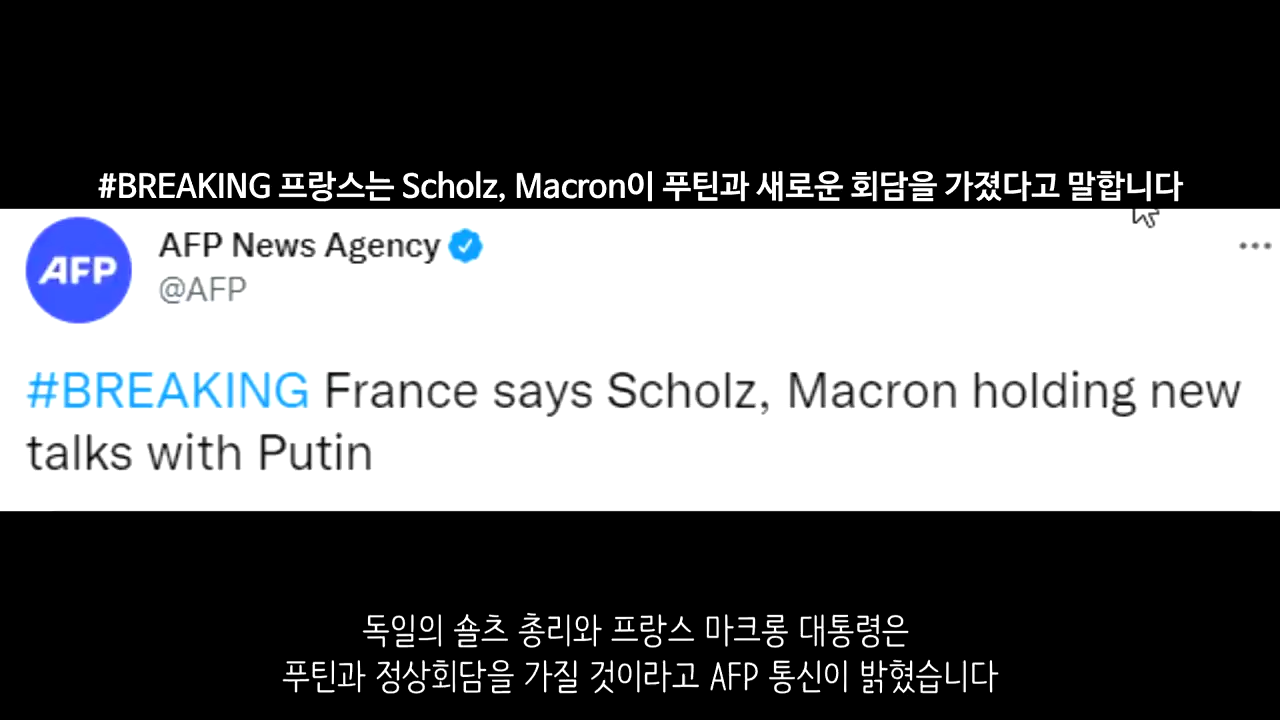 #BREAKING 프랑스는 Scholz, Macron이 푸틴과 새로운 회담을 가졌다고 말합니다
AFP
AFP News Agency
@AFP
#BREAKING France says Scholz, Macron holding new
talks with Putin
독일의 숄츠 총리와 프랑스 마크롱 대통령은
푸틴과 정상회담을 가질 것이라고 AFP 통신이 밝혔습니다